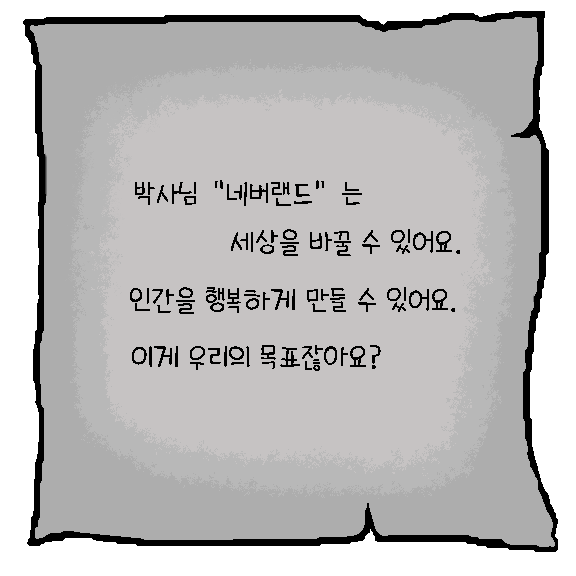 박사님 "네버랜드" 는
세상을 바꿀 수 있어요.
인간을 행복하게 만들 수 있어요.
이게 우리의 목표잖아요?